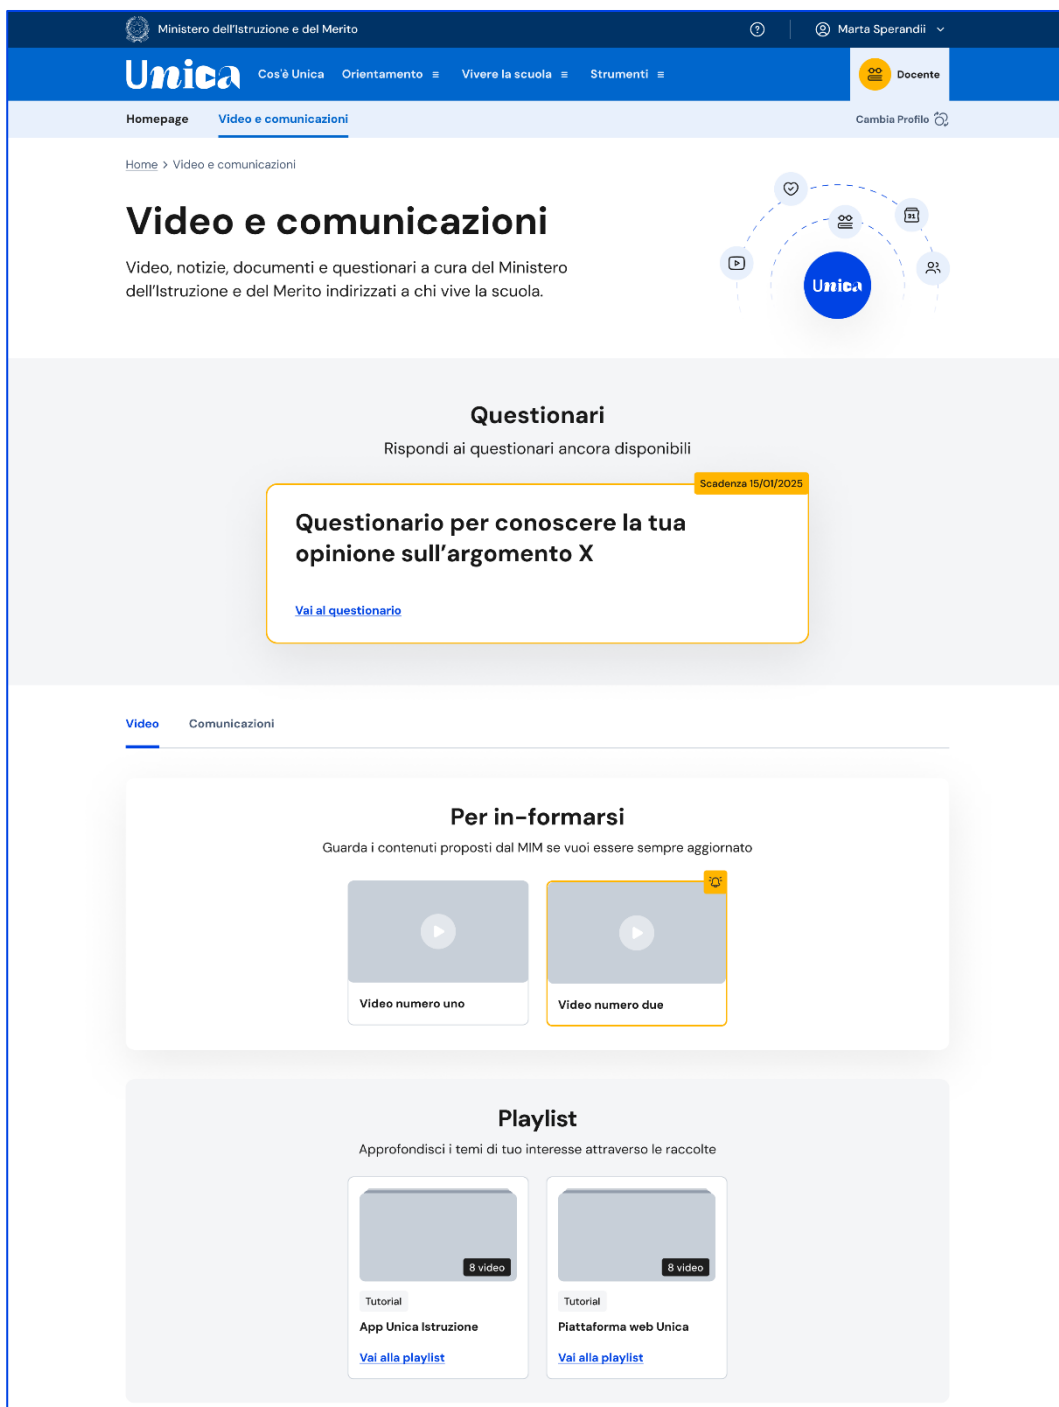 Ministero dell'Istruzione e del Merito
Marta Sperandii
Unica
Cos'è Unica
Orientamento
Vivere la scuola
Strumenti
Docente
Homepage
Video e comunicazioni
Cambia Profilo
Home > Video e comunicazioni
Video e comunicazioni
Video, notizie, documenti e questionari a cura del Ministero
dell'Istruzione e del Merito indirizzati a chi vive la scuola.
31
Unica
Questionari
Rispondi ai questionari ancora disponibili
Scadenza 15/01/2025
Questionario per conoscere la tua
opinione sull'argomento X
Vai al questionario
Video
Comunicazioni
Per in-formarsi
Guarda i contenuti proposti dal MIM se vuoi essere sempre aggiornato
Video numero uno
Video numero due
Playlist
Approfondisci i temi di tuo interesse attraverso le raccolte
8 video
8 video
Tutorial
Tutorial
App Unica Istruzione
Piattaforma web Unica
Vai alla playlist
Vai alla playlist